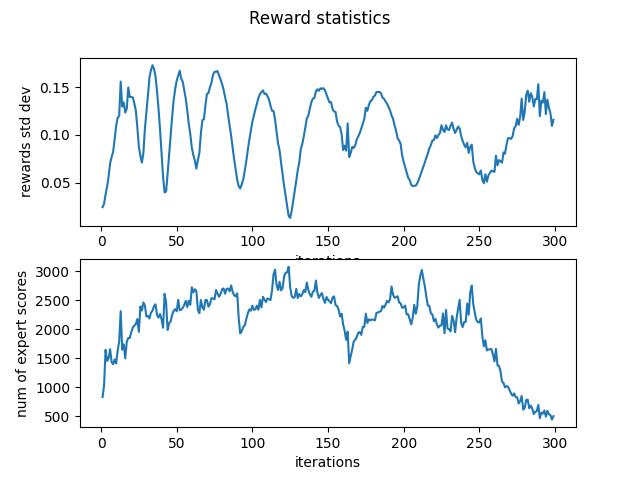 Reward statistics
0.15
0.10
0.05
rewards std dev
0 50 100 150 200 250 300
iterations
3000
2500
2000
1500
1000
500
num of expert scores
0 50 100 150 200 250 300
iterations